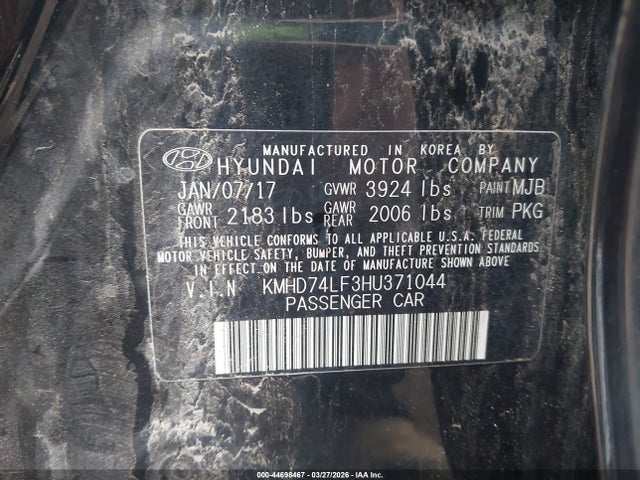 MANUFACTURED IN KOREA BY
HYUNDAI MOTOR COMPANY
JAN/07/17 GVWR 3924 lbs PAINT MJB
GAWR FRONT 2183 lbs GAWR REAR 2006 lbs TRIM PKG
THIS VEHICLE CONFORMS TO ALL APPLICABLE U.S.A. FEDERAL
MOTOR VEHICLE SAFETY, BUMPER, AND THEFT PREVENTION STANDARDS
IN EFFECT ON THE DATE OF MANUFACTURE SHOWN ABOVE
V.I.N KMHD74LF3HU371044
PASSENGER CAR
000-44698467 - 03/27/2026 - IAA Inc.